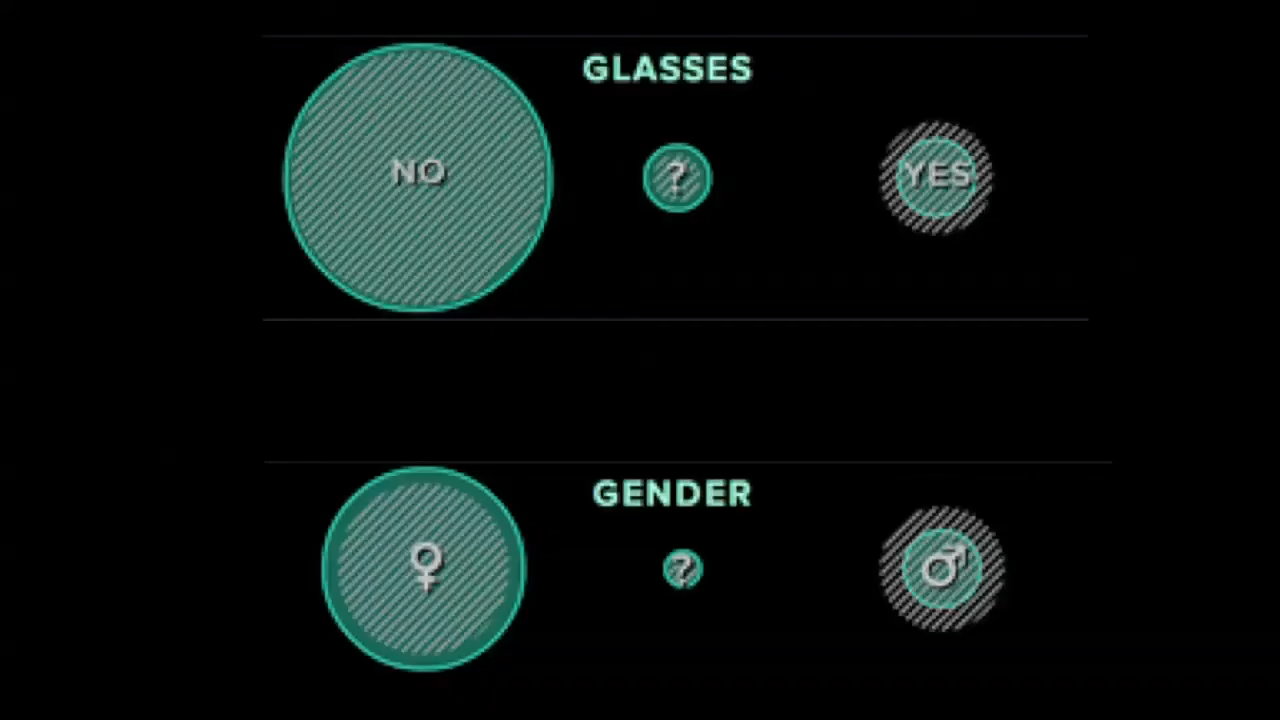 GLASSES
NO ? YES
GENDER
♀ ? ♂